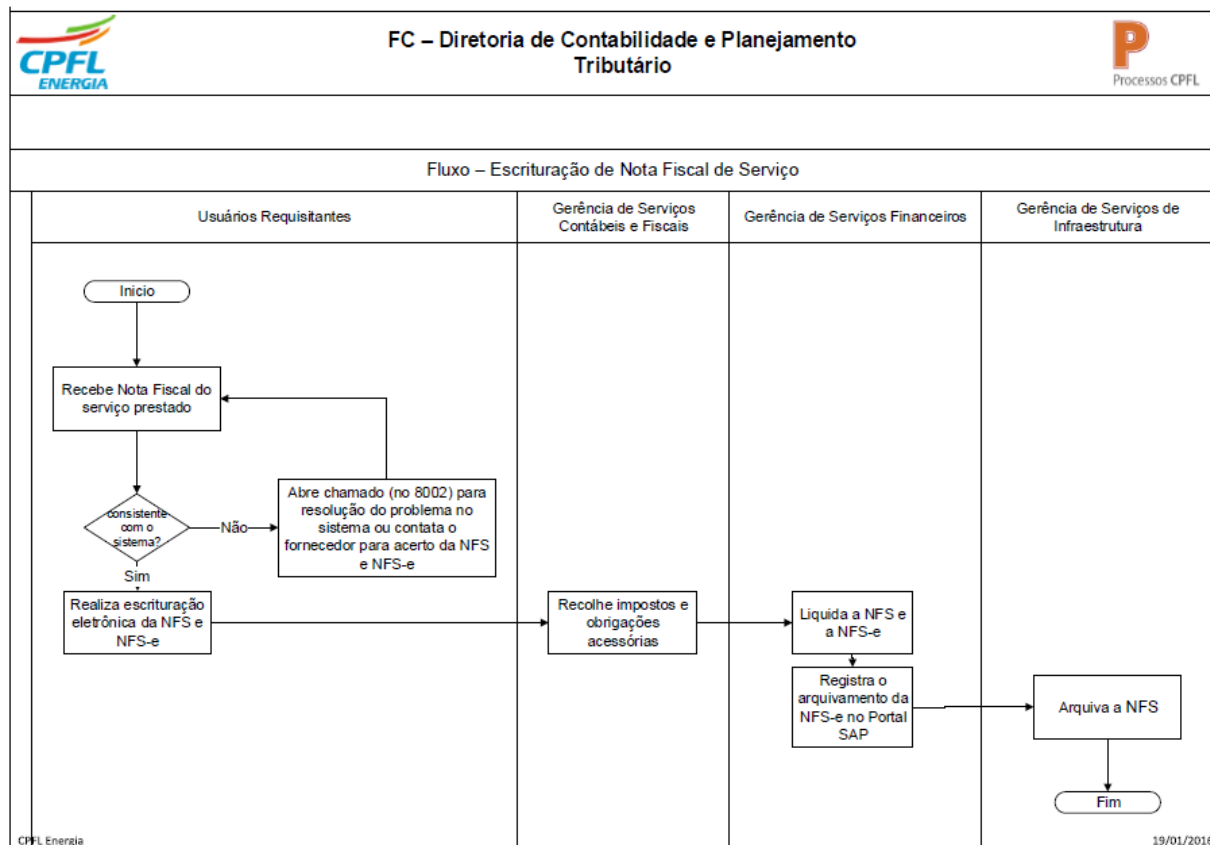 CPFL
ENERGIA
FC – Diretoria de Contabilidade e Planejamento
Tributário
P
Processos CPFL
Fluxo – Escrituração de Nota Fiscal de Serviço
Usuários Requisitantes
Gerência de Serviços
Contábeis e Fiscais
Gerência de Serviços Financeiros
Gerência de Serviços de
Infraestrutura
Inicio
Recebe Nota Fiscal do
serviço prestado
consistente
com o
sistema?
Não
Abre chamado (no 8002) para
resolução do problema no
sistema ou contata o
fornecedor para acerto da NFS
e NFS-e
Sim
Realiza escrituração
eletrônica da NFS e
NFS-e
Recolhe impostos e
obrigações
acessórias
Liquida a NFS e
a NFS-e
Registra o
arquivamento da
NFS-e no Portal
SAP
Arquiva a NFS
Fim
CPFL Energia
19/01/2016